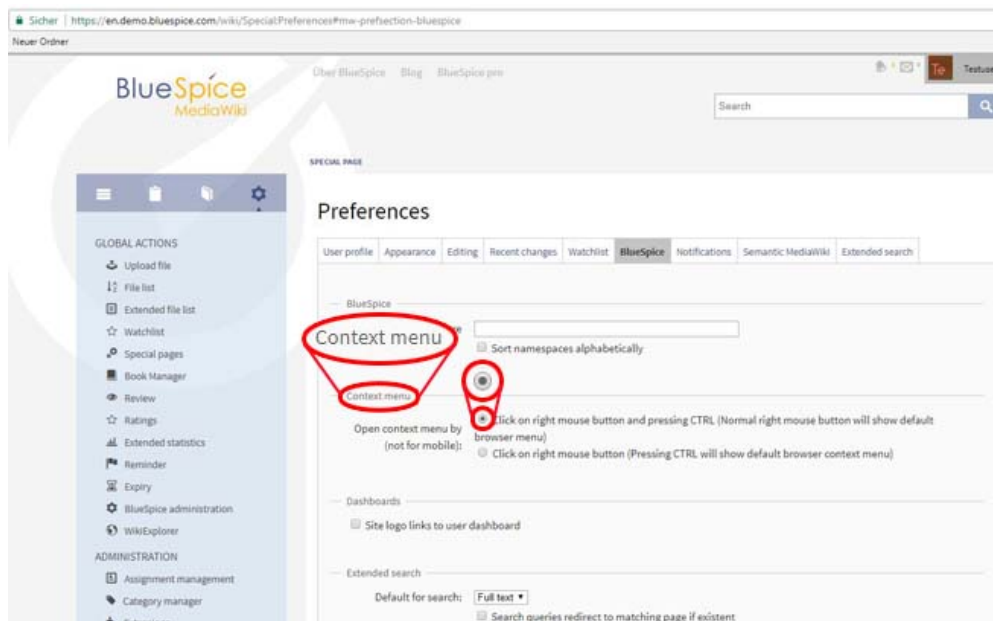 Sicher | https://en.demo.bluespice.com/wiki/Special:Preferences#mw-prefsection-bluespice
Neuer Ordner
BlueSpice
MediaWiki
Über BlueSpice Blog BlueSpice pro
Te Testuse
Search
SPECIAL PAGE
Preferences
User profile Appearance Editing Recent changes Watchlist BlueSpice Notifications Semantic MediaWiki Extended search
GLOBAL ACTIONS
Upload file
File list
Extended file list
Watchlist
Special pages
Book Manager
Review
Ratings
Extended statistics
Reminder
Expiry
BlueSpice administration
WikiExplorer
ADMINISTRATION
Assignment management
Category manager
BlueSpice
Sort namespaces alphabetically
Context menu
Context menu
Open context menu by
(not for mobile):
Click on right mouse button and pressing CTRL (Normal right mouse button will show default
browser menu)
Click on right mouse button (Pressing CTRL will show default browser context menu)
Dashboards
Site logo links to user dashboard
Extended search
Default for search: Full text
Search queries redirect to matching page if existent